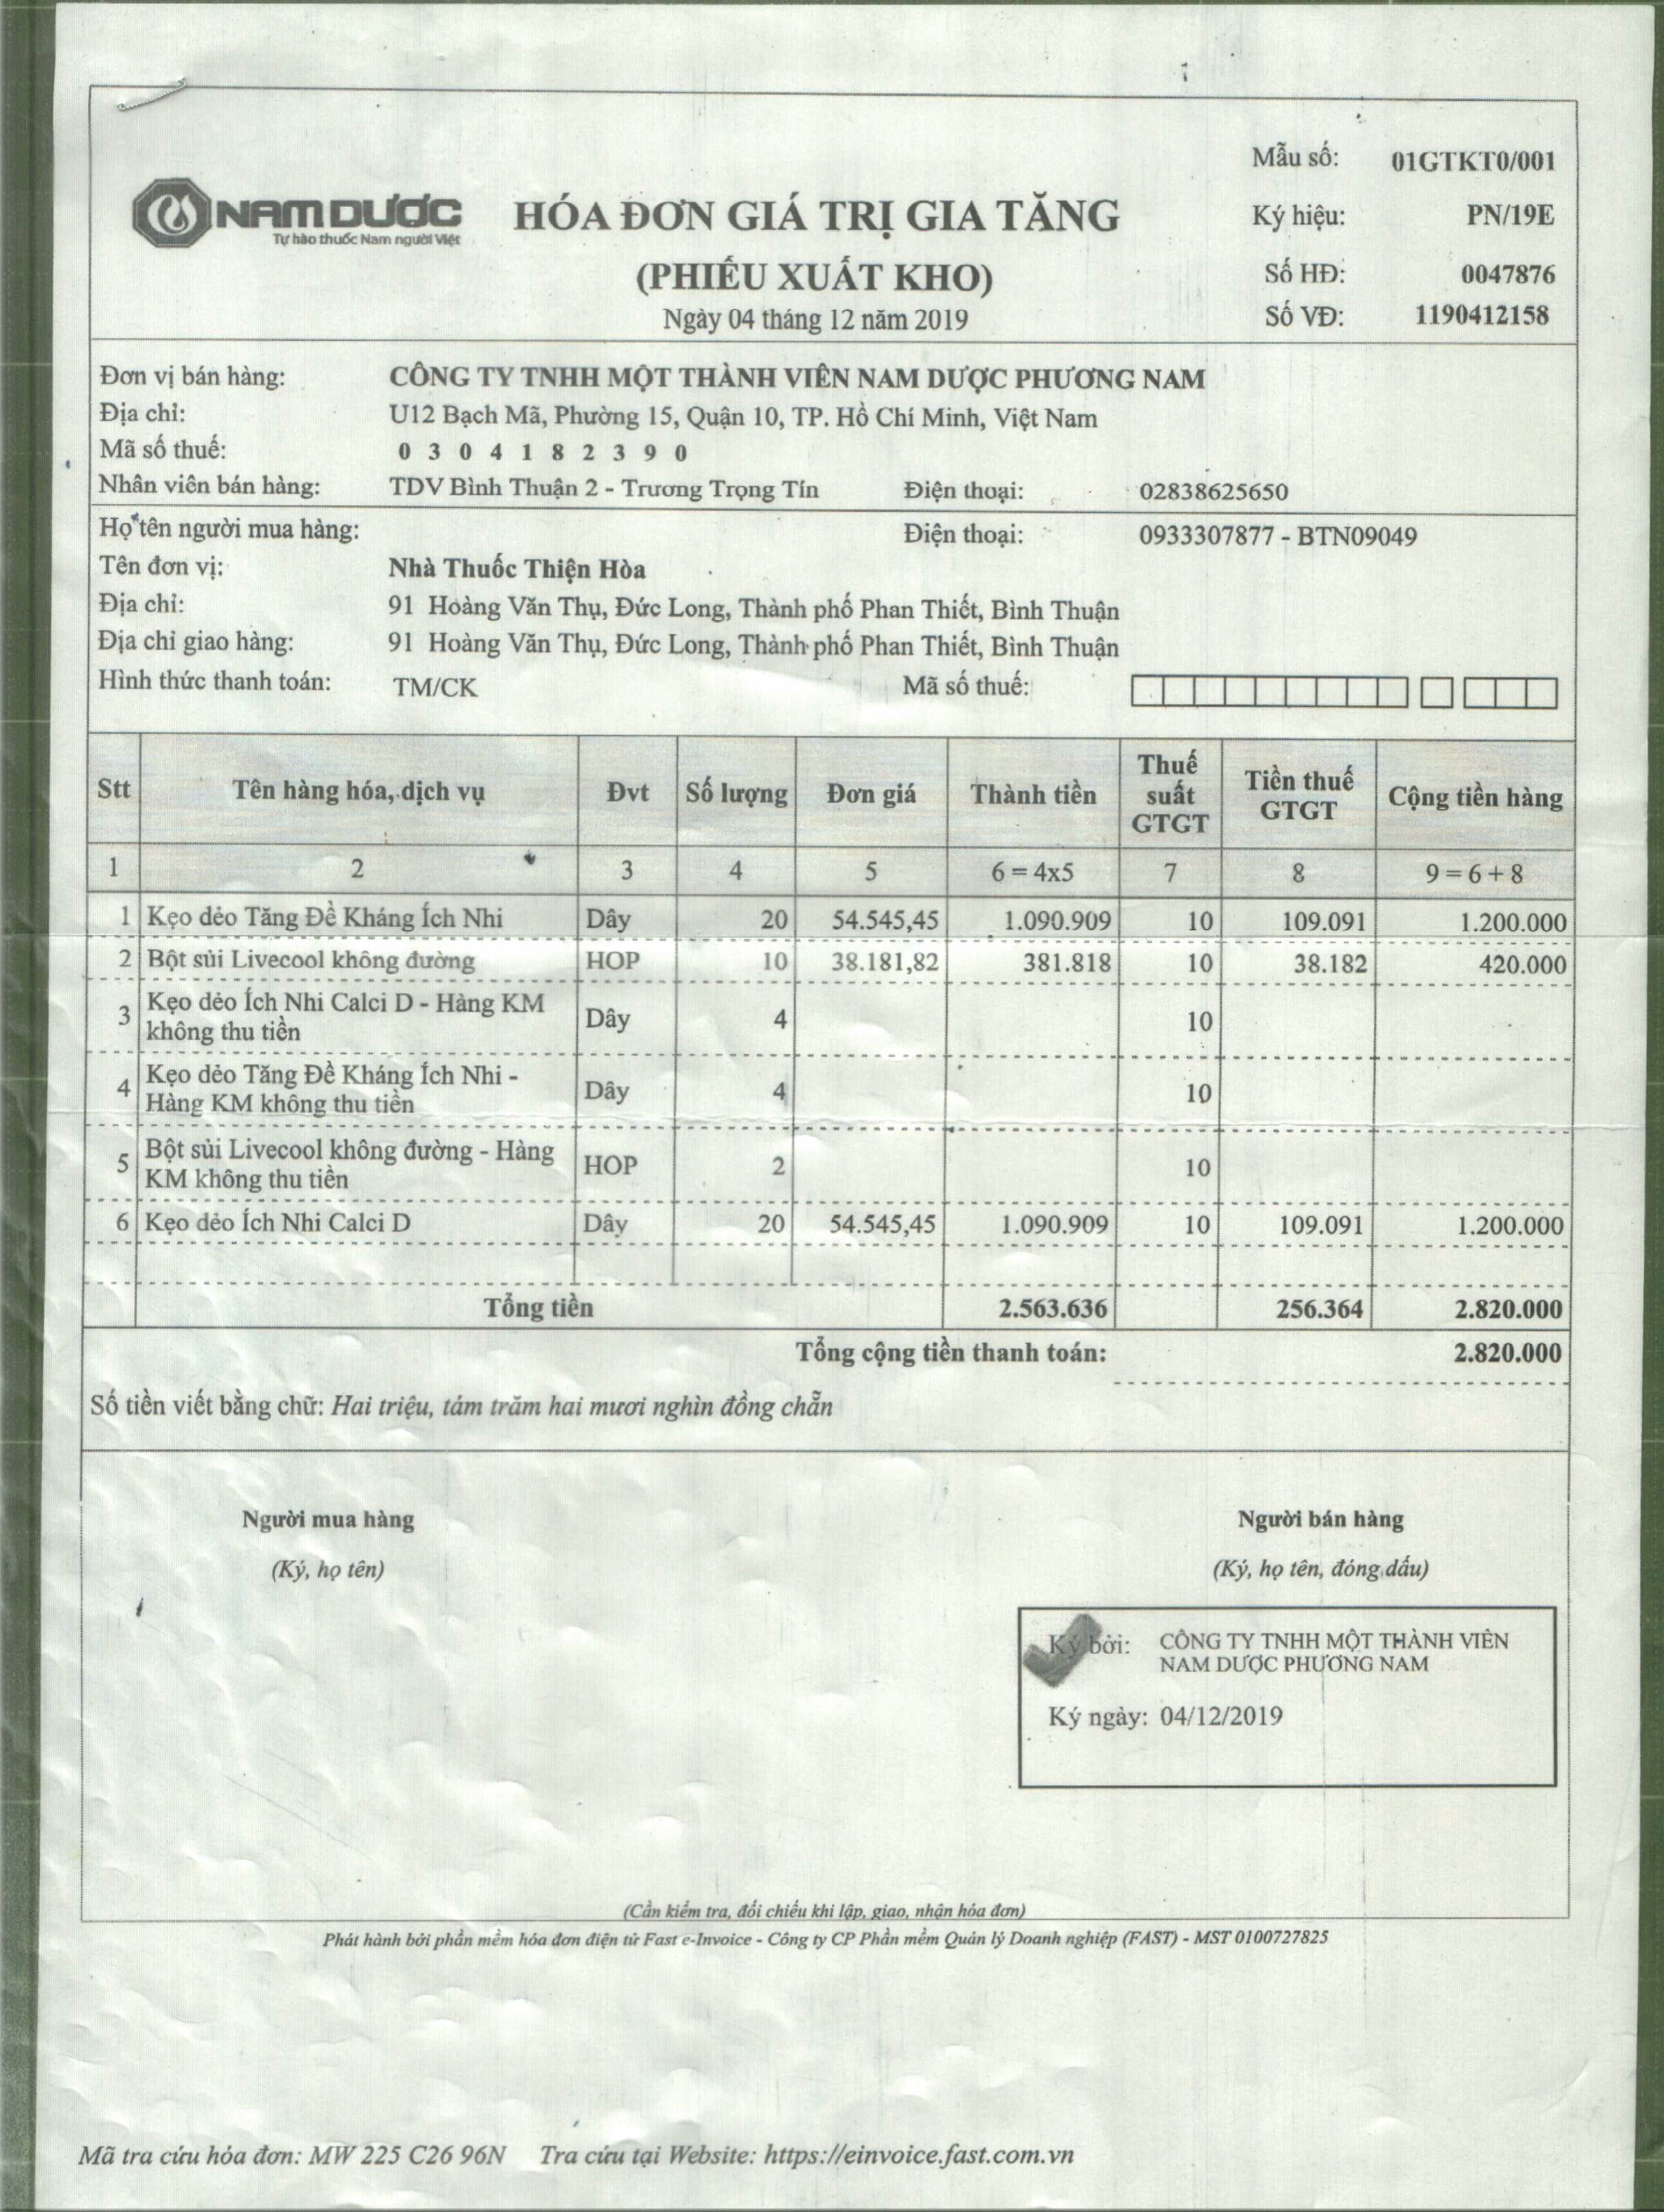 NAM DƯỢC
Tự hào thuốc Nam người Việt
HÓA ĐƠN GIÁ TRỊ GIA TĂNG
(PHIẾU XUẤT KHO)
Ngày 04 tháng 12 năm 2019
Mẫu số: 01GTKT0/001
Ký hiệu: PN/19E
Số HĐ: 0047876
Số VĐ: 1190412158
Đơn vị bán hàng: CÔNG TY TNHH MỘT THÀNH VIÊN NAM DƯỢC PHƯƠNG NAM
Địa chỉ: U12 Bạch Mã, Phường 15, Quận 10, TP. Hồ Chí Minh, Việt Nam
Mã số thuế: 0 3 0 4 1 8 2 3 9 0
Nhân viên bán hàng: TDV Bình Thuận 2 - Trương Trọng Tín Điện thoại: 02838625650
Họ tên người mua hàng: Điện thoại: 0933307877 - BTN09049
Tên đơn vị: Nhà Thuốc Thiện Hòa
Địa chỉ: 91 Hoàng Văn Thụ, Đức Long, Thành phố Phan Thiết, Bình Thuận
Địa chỉ giao hàng: 91 Hoàng Văn Thụ, Đức Long, Thành phố Phan Thiết, Bình Thuận
Hình thức thanh toán: TM/CK Mã số thuế:
Stt Tên hàng hóa, dịch vụ Đvt Số lượng Đơn giá Thành tiền Thuế suất GTGT Tiền thuế GTGT Cộng tiền hàng
1 2 3 4 5 6 = 4x5 7 8 9 = 6 + 8
1 Kẹo dẻo Tăng Đề Kháng Ích Nhi Dây 20 54.545,45 1.090.909 10 109.091 1.200.000
2 Bột sủi Livecool không đường HOP 10 38.181,82 381.818 10 38.182 420.000
3 Kẹo dẻo Ích Nhi Calci D - Hàng KM không thu tiền Dây 4 10
4 Kẹo dẻo Tăng Đề Kháng Ích Nhi - Hàng KM không thu tiền Dây 4 10
5 Bột sủi Livecool không đường - Hàng KM không thu tiền HOP 2 10
6 Kẹo dẻo Ích Nhi Calci D Dây 20 54.545,45 1.090.909 10 109.091 1.200.000
Tổng tiền 2.563.636 256.364 2.820.000
Tổng cộng tiền thanh toán: 2.820.000
Số tiền viết bằng chữ: Hai triệu, tám trăm hai mươi nghìn đồng chẵn
Người mua hàng Người bán hàng
(Ký, họ tên) (Ký, họ tên, đóng dấu)
Ký bởi: CÔNG TY TNHH MỘT THÀNH VIÊN
NAM DƯỢC PHƯƠNG NAM
Ký ngày: 04/12/2019
(Cần kiểm tra, đối chiếu khi lập, giao, nhận hóa đơn)
Phát hành bởi phần mềm hóa đơn điện tử Fast e-Invoice - Công ty CP Phần mềm Quản lý Doanh nghiệp (FAST) - MST 0100727825
Mã tra cứu hóa đơn: MW 225 C26 96N Tra cứu tại Website: https://einvoice.fast.com.vn